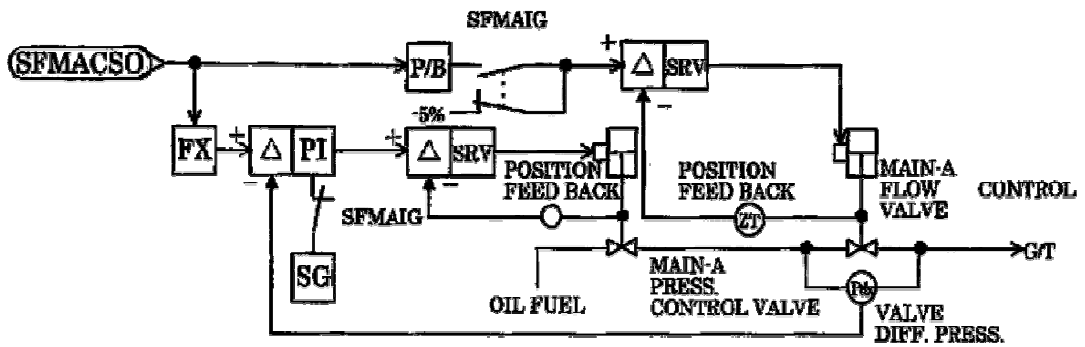 SFMAIG
SFMACSO
P/B
+
Δ
SRV
-
-5%
FX
+
Δ
PI
-
+
Δ
SRV
-
POSITION
FEED BACK
POSITION
FEED BACK
MAIN-A
FLOW
VALVE
CONTROL
SFMAIG
ZT
SG
OIL FUEL
MAIN-A
PRESS.
CONTROL VALVE
G/T
VALVE
DIFF. PRESS.